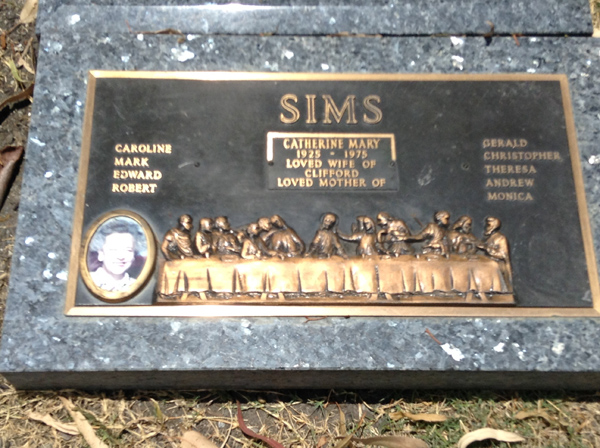 SIMS
CATHERINE MARY
1925 - 1975
LOVED WIFE OF
CLIFFORD
LOVED MOTHER OF
CAROLINE
MARK
EDWARD
ROBERT
GERALD
CHRISTOPHER
THERESA
ANDREW
MONICA